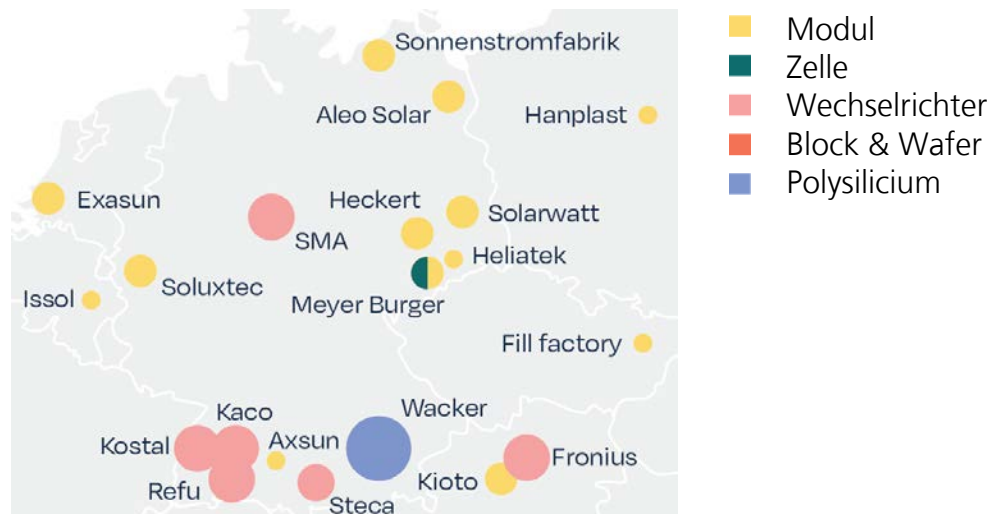 Sonnenstromfabrik
Aleo Solar
Hanplast
Exasun
Heckert
Solarwatt
SMA
Heliatek
Soluxtec
Issol
Meyer Burger
Fill factory
Wacker
Kaco
Kostal
Axsun
Fronius
Kioto
Refu
Steca
Modul
Zelle
Wechselrichter
Block & Wafer
Polysilicium